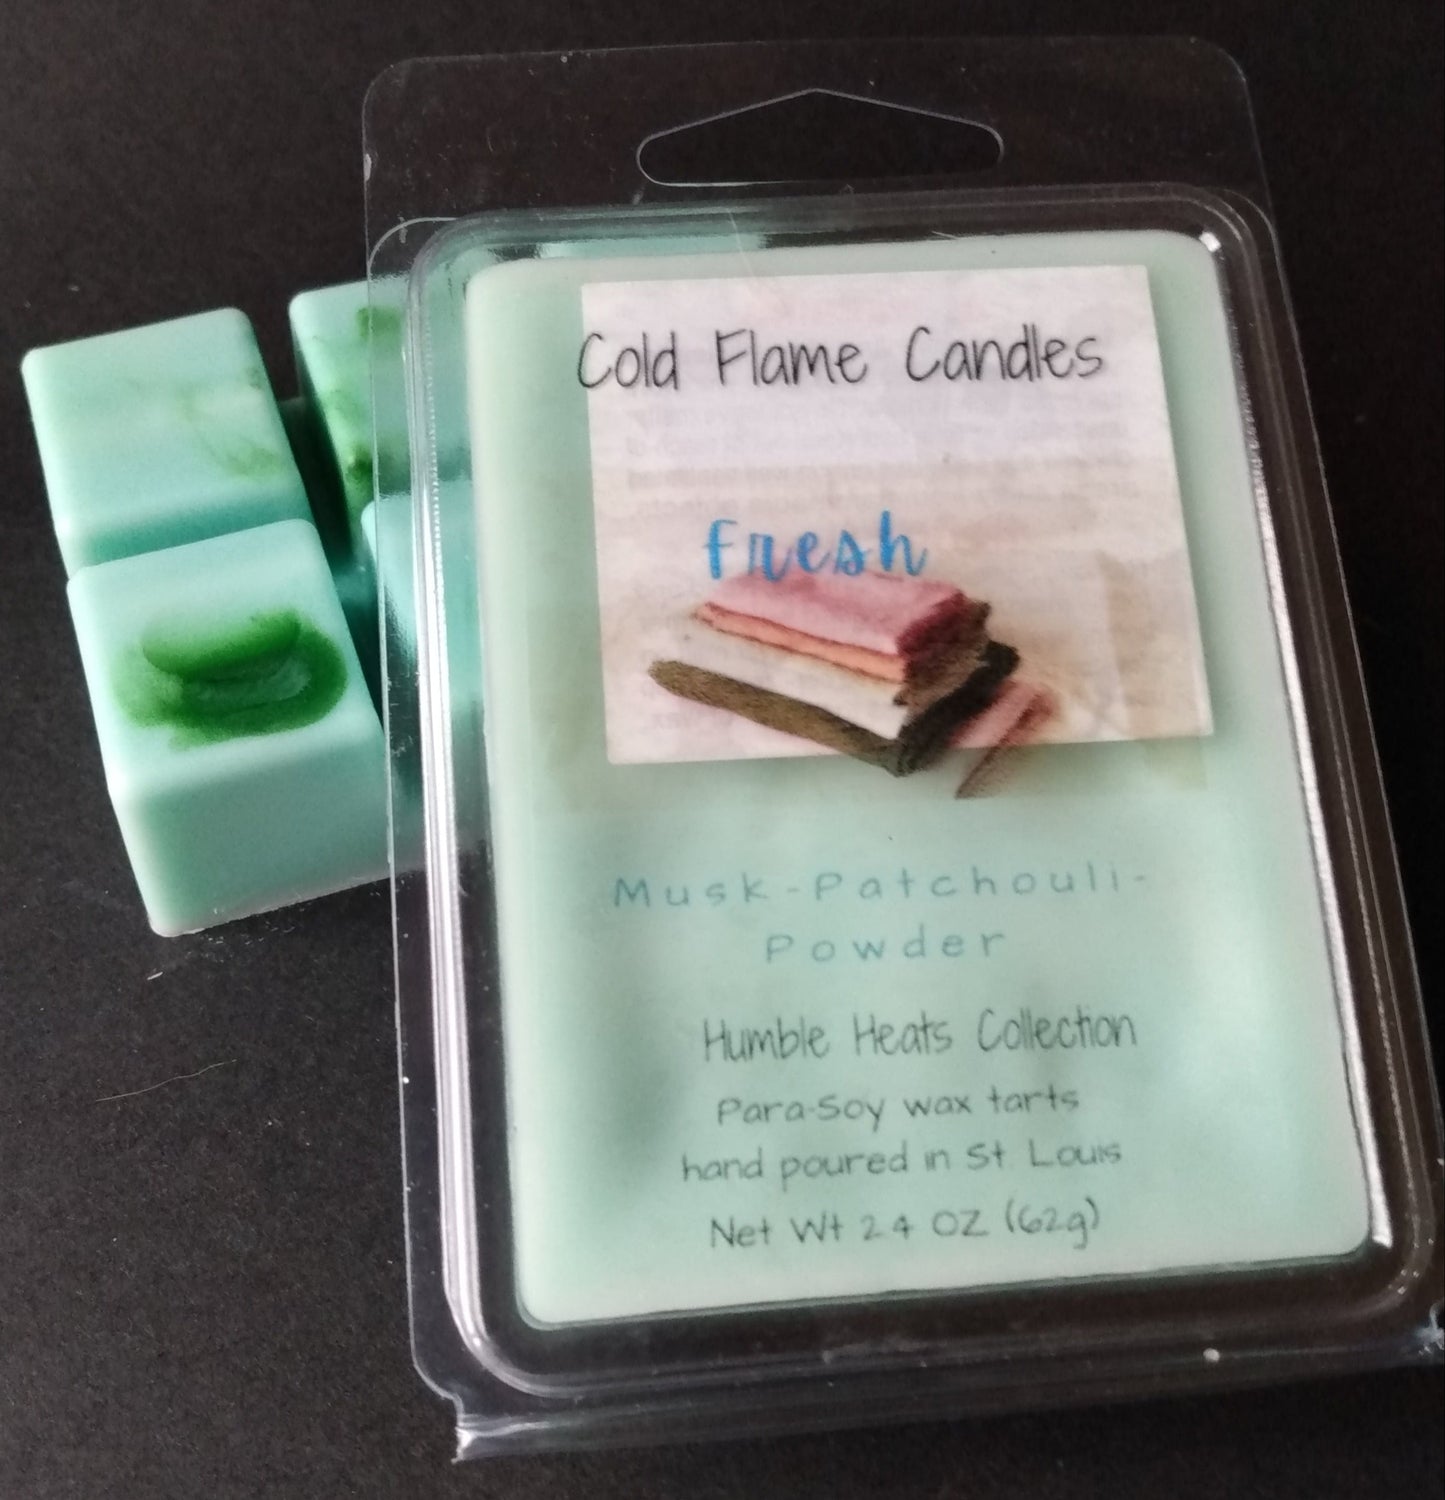 Cold Flame Candles
fresh
Musk-Patchouli-
Powder
Humble Heats Collection
Para-Soy wax tarts
hand poured in St. Louis
Net Wt 2.4 OZ (62g)